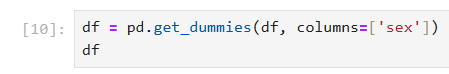 [10]: df = pd.get_dummies(df, columns=['sex'])
df